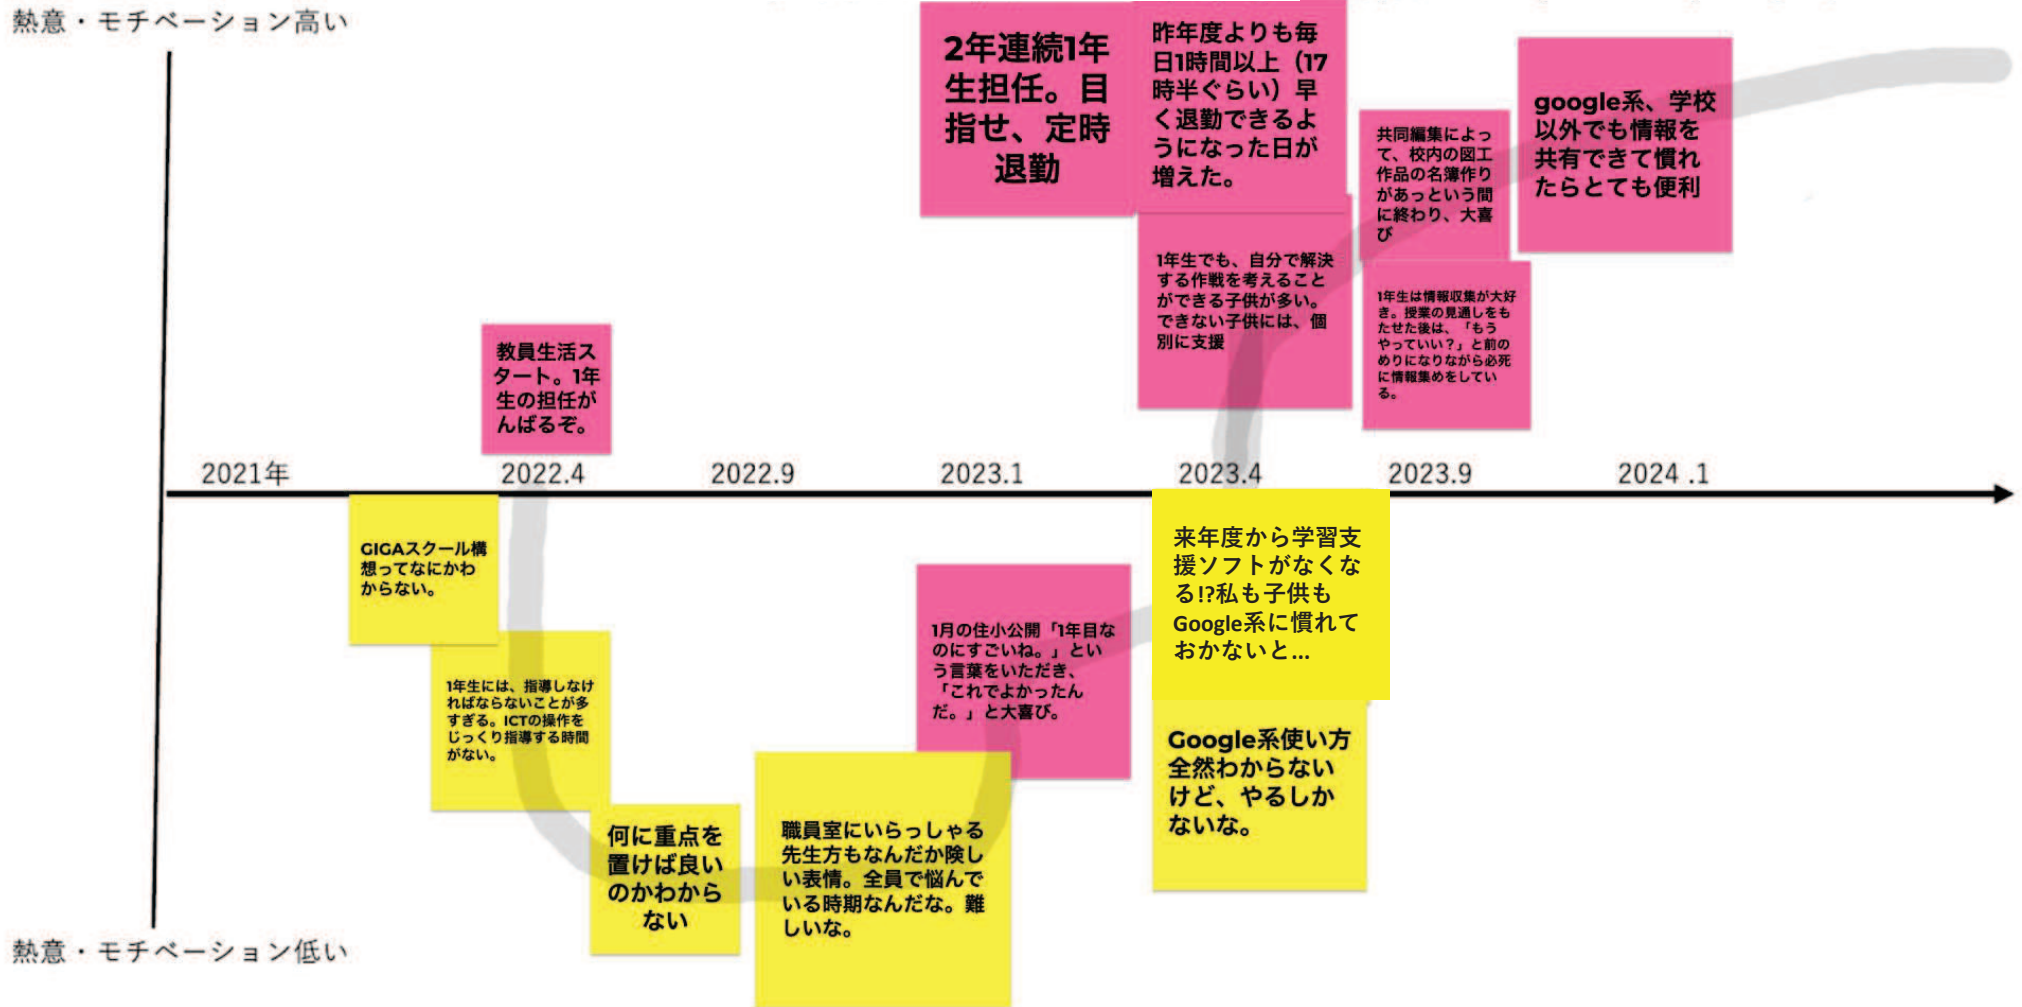 熱意・モチベーション高い
2年連続1年
生担任。目
指せ、定時
退勤
昨年度よりも毎
日1時間以上（17
時半ぐらい）早
く退勤できるよ
うになった日が
増えた。
共同編集によっ
て、校内の図工
作品の名簿作り
があっという間
に終わり、大喜
び
google系、学校
以外でも情報を
共有できて慣れ
たらとても便利
1年生でも、自分で解決
する作戦を考えること
ができる子供が多い。
できない子供には、個
別に支援
1年生は情報収集が大好
き。授業の見通しをも
たせた後は、「もう
やっていい？」と前の
めりになりながら必死
に情報集めをしてい
る。
教員生活ス
タート。1年
生の担任が
んばるぞ。
2021年
2022.4
2022.9
2023.1
2023.4
2023.9
2024 .1
GIGAスクール構
想ってなにかわ
からない。
1年生には、指導しなけ
ればならないことが多
すぎる。ICTの操作を
じっくり指導する時間
がない。
何に重点を
置けば良い
のかわから
ない
職員室にいらっしゃる
先生方もなんだか険し
い表情。全員で悩んで
いる時期なんだな。難
しいな。
1月の住小公開「1年目な
のにすごいね。」とい
う言葉をいただき、
「これでよかったん
だ。」と大喜び。
来年度から学習支
援ソフトがなくな
る!?私も子供も
Google系に慣れて
おかないと…
Google系使い方
全然わからない
けど、やるしか
ないな。
熱意・モチベーション低い